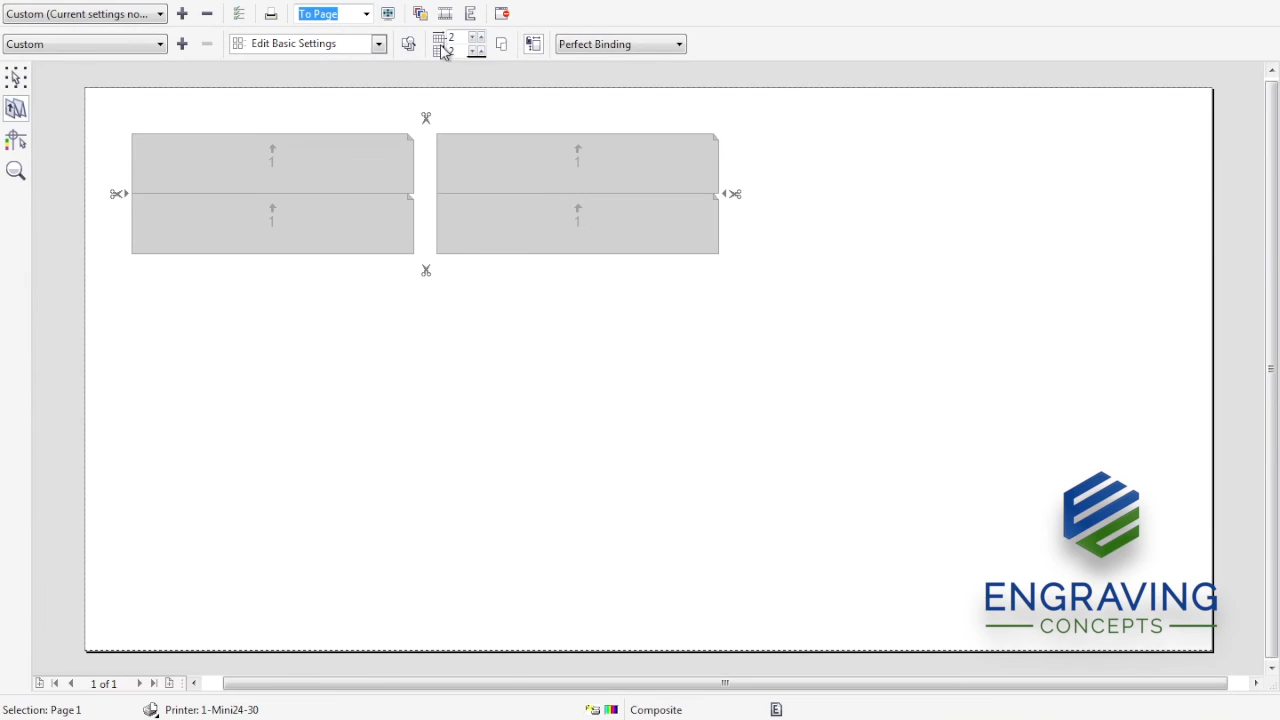 Custom (Current settings no...
To Page
Custom
Edit Basic Settings
2
2
Perfect Binding
1
1
1
1
ENGRAVING
CONCEPTS
1 of 1
Selection: Page 1
Printer: 1-Mini24-30
Composite